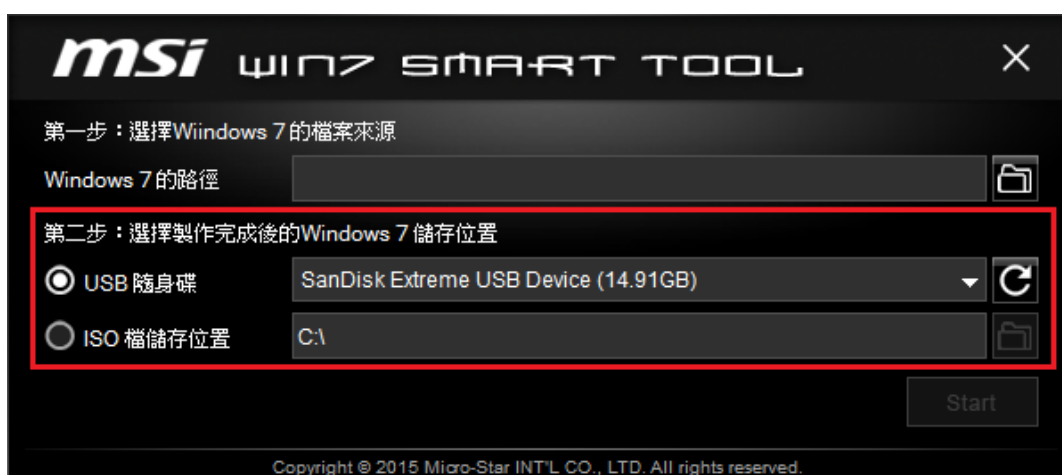 msi WIN7 SMART TOOL
第一步：選擇Wiindows 7的檔案來源
Windows 7的路徑
第二步：選擇製作完成後的Windows 7儲存位置
USB 隨身碟 SanDisk Extreme USB Device (14.91GB)
ISO 檔儲存位置 C:\
Start
Copyright © 2015 Micro-Star INT'L CO., LTD. All rights reserved.